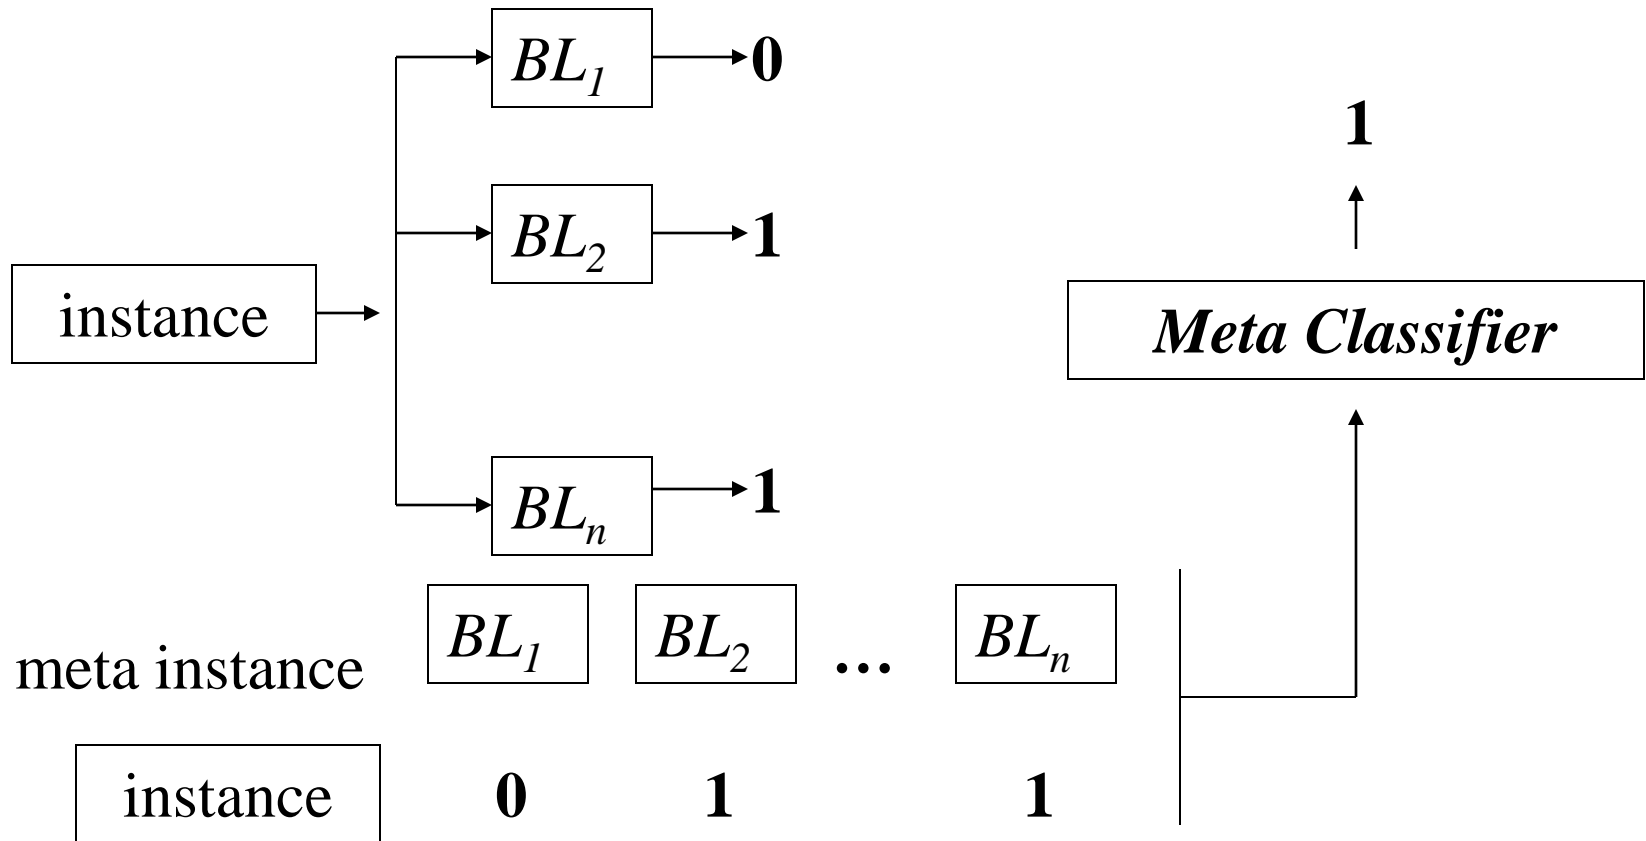 BL1 0
1
BL2 1
instance
Meta Classifier
BLn 1
meta instance BL1 BL2 ... BLn
instance 0 1 1